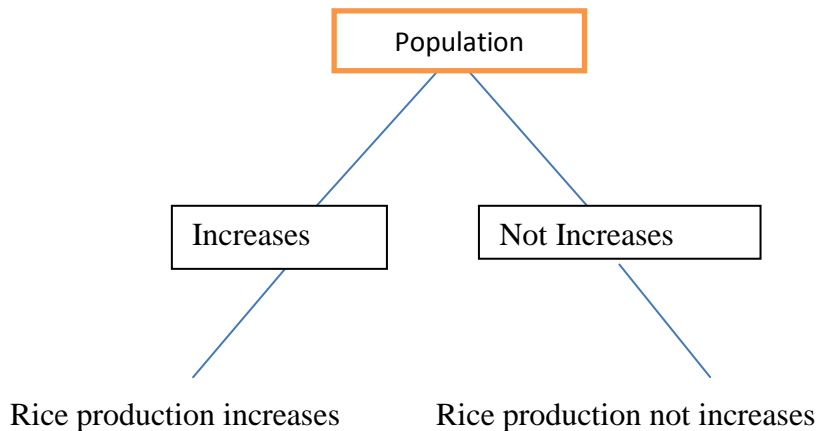 Population
Increases
Not Increases
Rice production increases
Rice production not increases